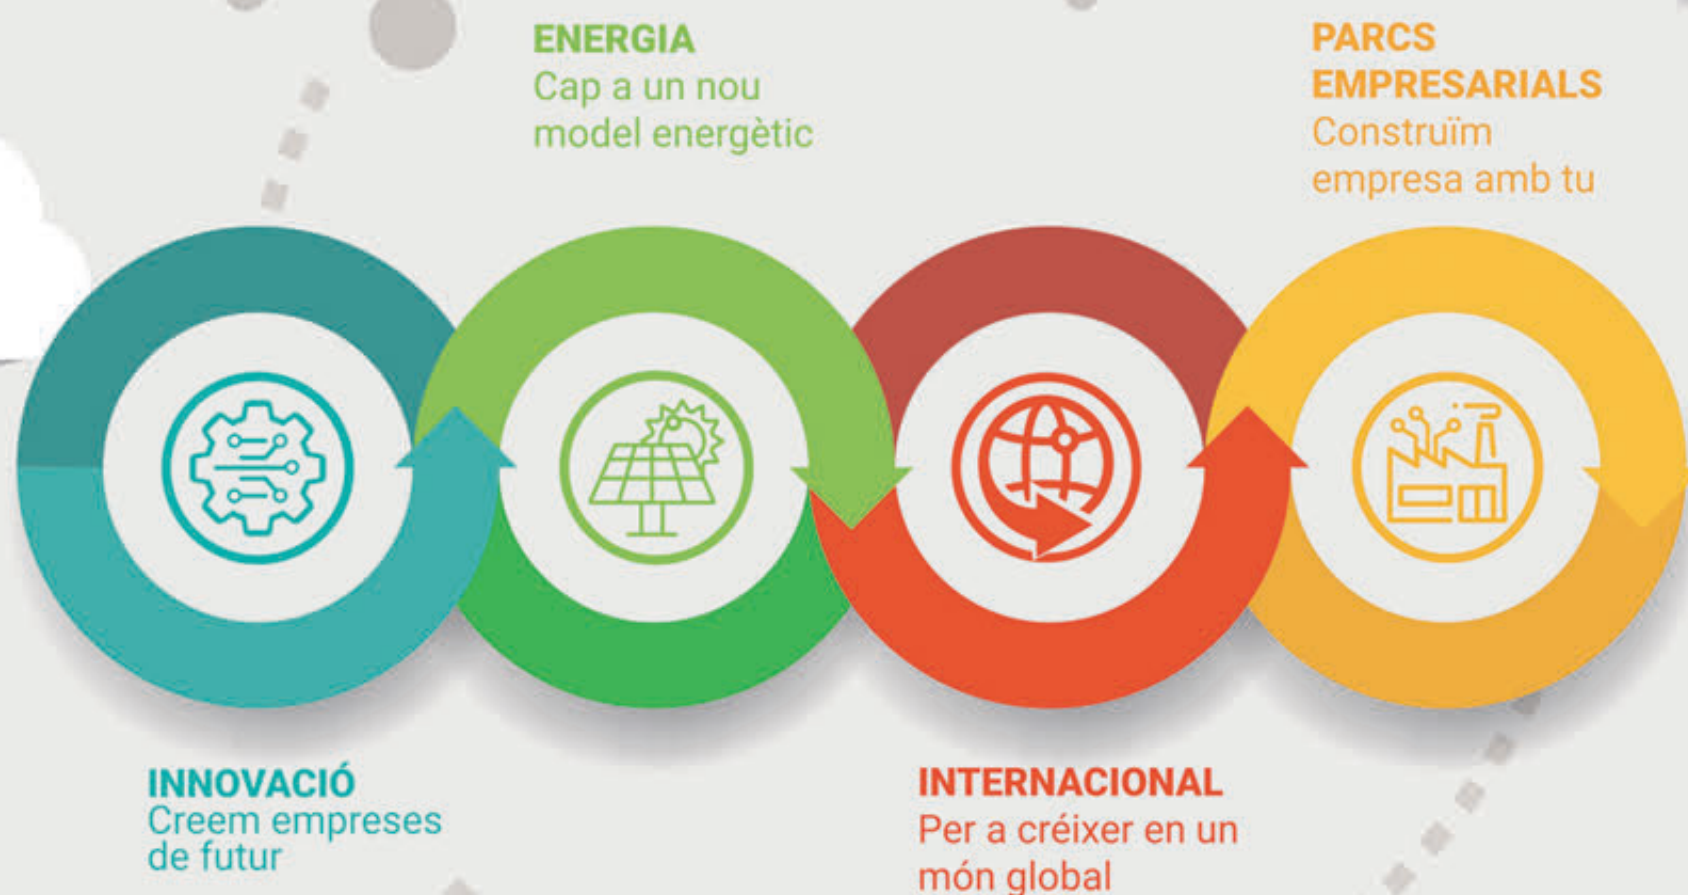 ENERGIA
Cap a un nou
model energètic
PARCS
EMPRESARIALS
Construïm
empresa amb tu
INNOVACIÓ
Creem empreses
de futur
INTERNACIONAL
Per a créixer en un
món global